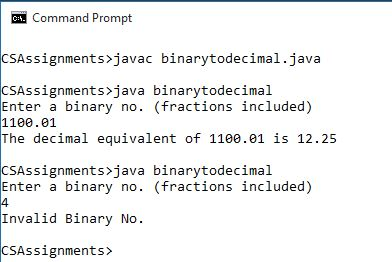 Command Prompt
CSAssignments>javac binarytodecimal.java
CSAssignments>java binarytodecimal
Enter a binary no. (fractions included)
1100.01
The decimal equivalent of 1100.01 is 12.25
CSAssignments>java binarytodecimal
Enter a binary no. (fractions included)
4
Invalid Binary No.
CSAssignments>